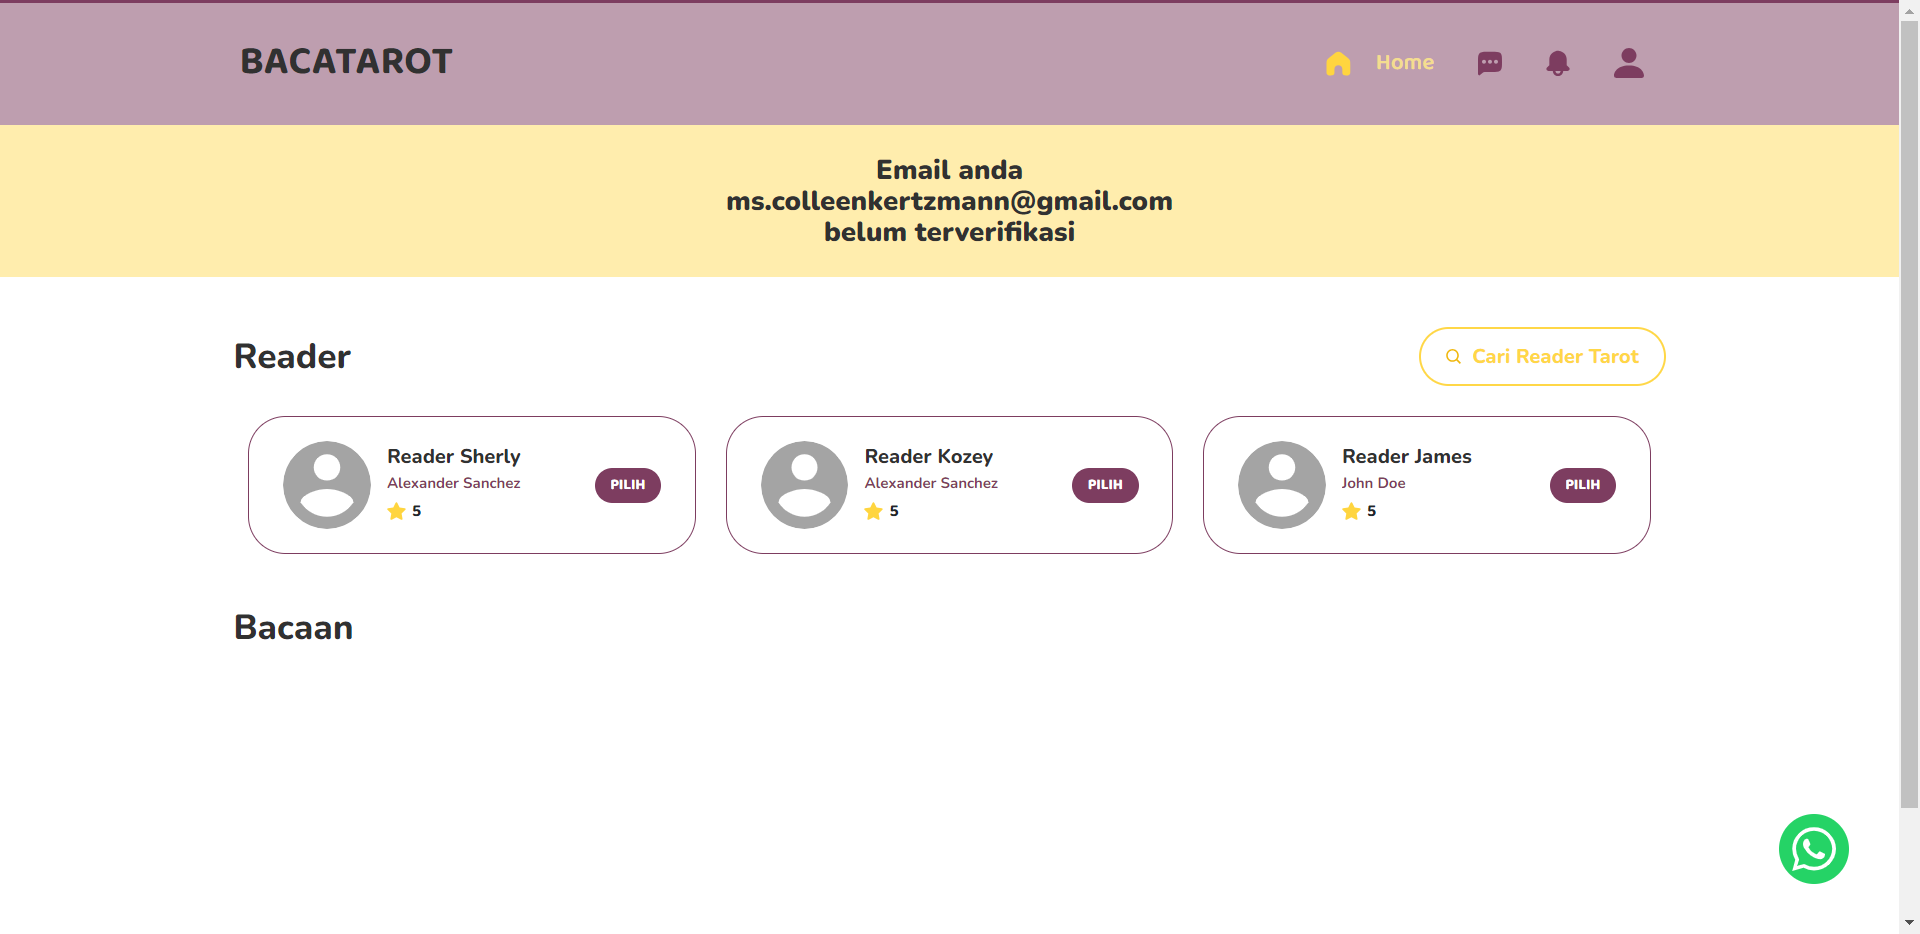 BACATAROT
Home
Email anda
ms.colleenkertzmann@gmail.com
belum terverifikasi
Reader
Cari Reader Tarot
Reader Sherly
Alexander Sanchez
5
PILIH
Reader Kozey
Alexander Sanchez
5
PILIH
Reader James
John Doe
5
PILIH
Bacaan